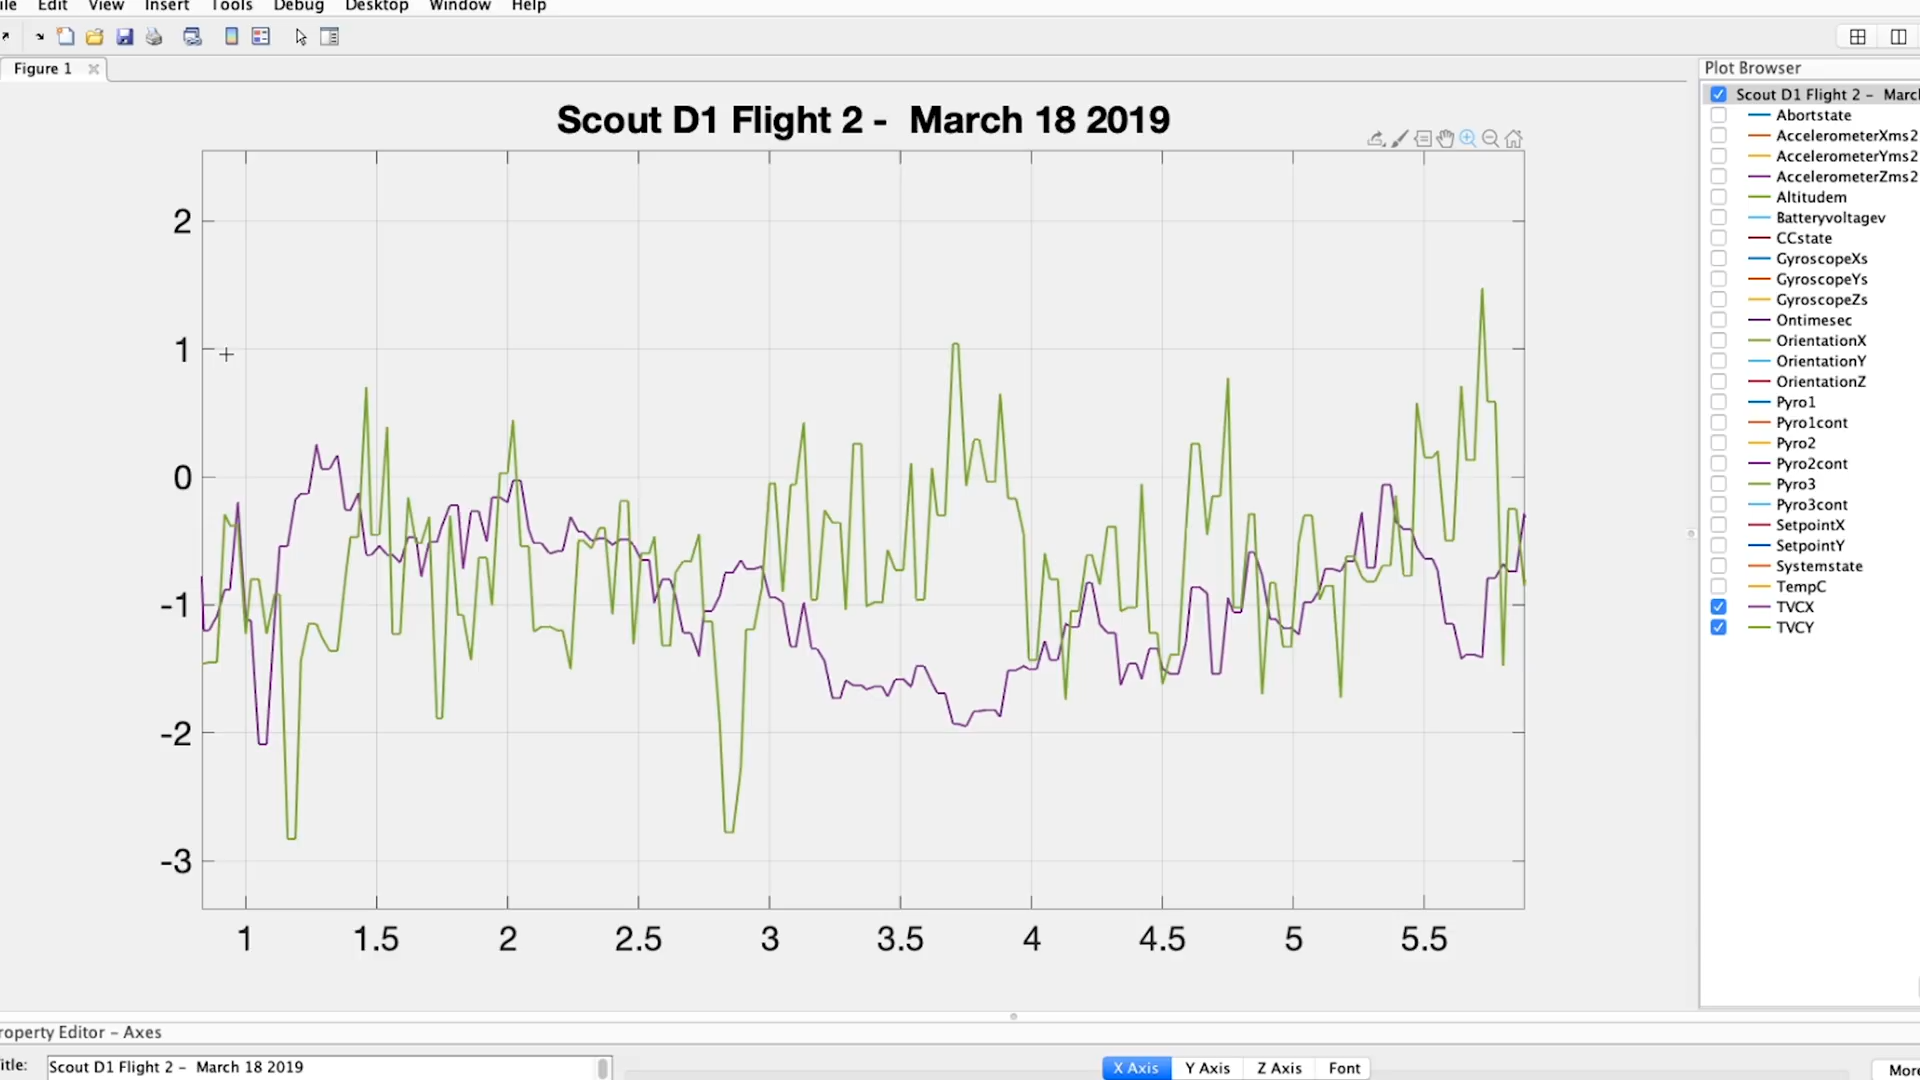 ile Edit View Insert Tools Debug Desktop Window Help
Figure 1
Plot Browser
Scout D1 Flight 2 - March 18 2019
Scout D1 Flight 2 - Marc
Abortstate
AccelerometerXms2
AccelerometerYms2
AccelerometerZms2
Altitudem
Batteryvoltagev
CCstate
GyroscopeXs
GyroscopeYs
GyroscopeZs
Ontimesec
OrientationX
OrientationY
OrientationZ
Pyro1
Pyro1cont
Pyro2
Pyro2cont
Pyro3
Pyro3cont
SetpointX
SetpointY
Systemstate
TempC
TVCX
TVCY
2
1
0
-1
-2
-3
1 1.5 2 2.5 3 3.5 4 4.5 5 5.5
roperty Editor - Axes
itle: Scout D1 Flight 2 - March 18 2019
X Axis Y Axis Z Axis Font
More